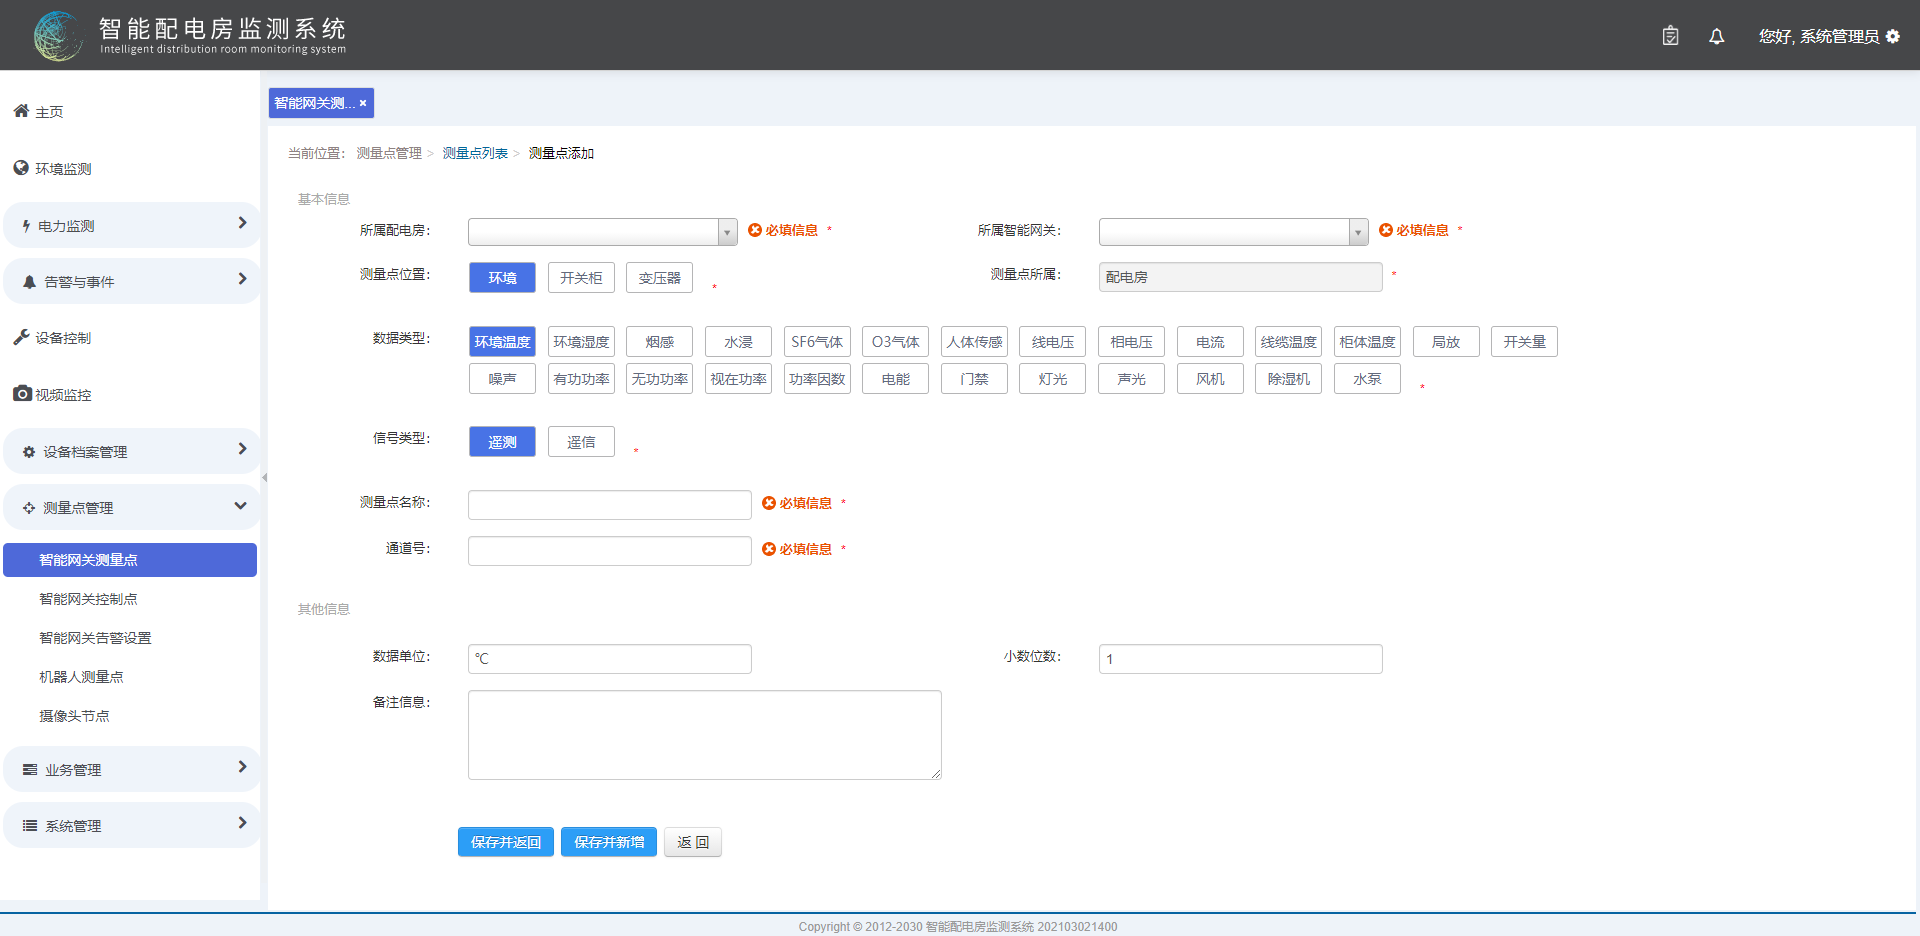 智能配电房监测系统
Intelligent distribution room monitoring system
您好, 系统管理员
主页
环境监测
电力监测
告警与事件
设备控制
视频监控
设备档案管理
测量点管理
智能网关测量点
智能网关控制点
智能网关告警设置
机器人测量点
摄像头节点
业务管理
系统管理
智能网关测... ×
当前位置： 测量点管理 > 测量点列表 > 测量点添加
基本信息
所属配电房： 必填信息 * 所属智能网关： 必填信息 *
测量点位置： 环境 开关柜 变压器 * 测量点所属： 配电房 *
数据类型： 环境温度 环境湿度 烟感 水浸 SF6气体 O3气体 人体传感 线电压 相电压 电流 线缆温度 柜体温度 局放 开关量
噪声 有功功率 无功功率 视在功率 功率因数 电能 门禁 灯光 声光 风机 除湿机 水泵 *
信号类型： 遥测 遥信 *
测量点名称： 必填信息 *
通道号： 必填信息 *
其他信息
数据单位： ℃ 小数位数： 1
备注信息：
保存并返回 保存并新增 返 回
Copyright © 2012-2030 智能配电房监测系统 202103021400